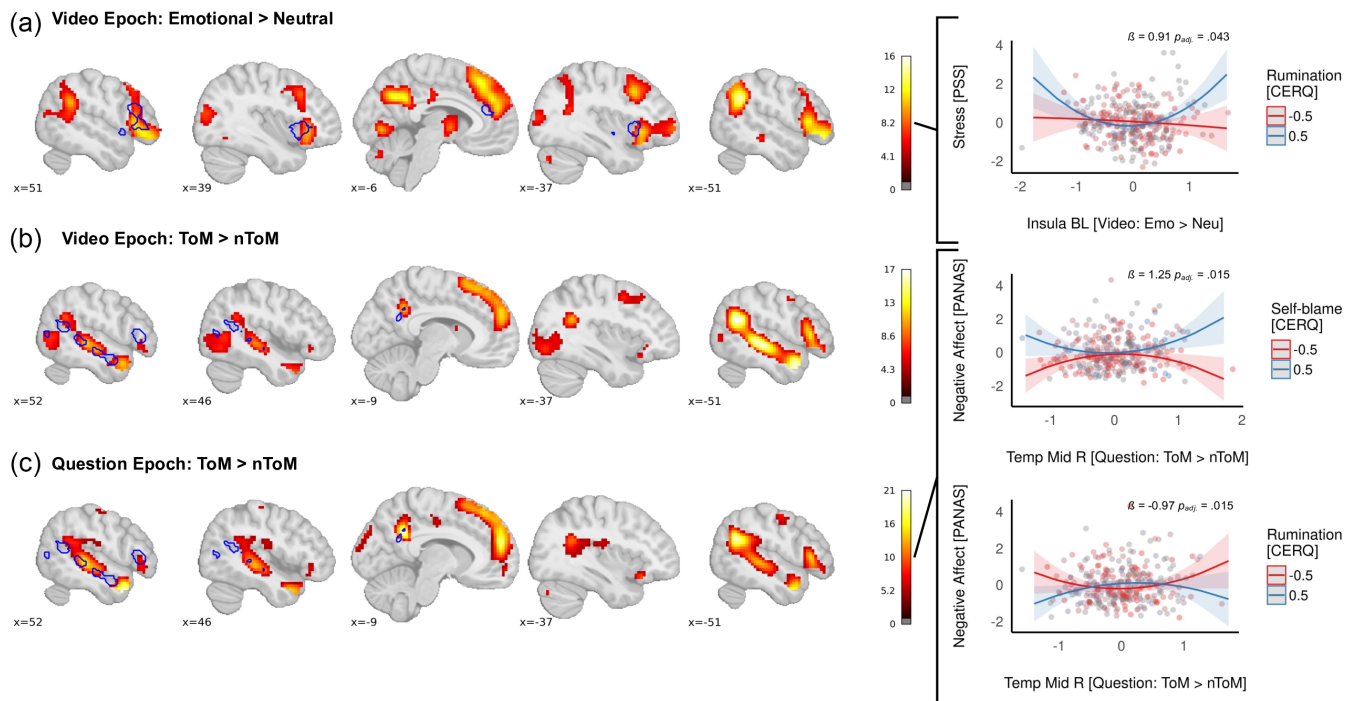 (a) Video Epoch: Emotional > Neutral
x=51
x=39
x=-6
x=-37
x=-51
16
12
8.2
4.1
0
ß = 0.91 p adj. = .043
Stress [PSS]
4
2
0
-2
-2
-1
0
1
Insula BL [Video: Emo > Neu]
Rumination
[CERQ]
-0.5
0.5
(b) Video Epoch: ToM > nToM
x=52
x=46
x=-9
x=-37
x=-51
17
13
8.6
4.3
0
ß = 1.25 p adj. = .015
Negative Affect [PANAS]
4
2
0
-2
-1
0
1
2
Temp Mid R [Question: ToM > nToM]
Self-blame
[CERQ]
-0.5
0.5
(c) Question Epoch: ToM > nToM
x=52
x=46
x=-9
x=-37
x=-51
21
16
10
5.2
0
ß = -0.97 p adj. = .015
Negative Affect [PANAS]
4
2
0
-2
-1
0
1
Temp Mid R [Question: ToM > nToM]
Rumination
[CERQ]
-0.5
0.5